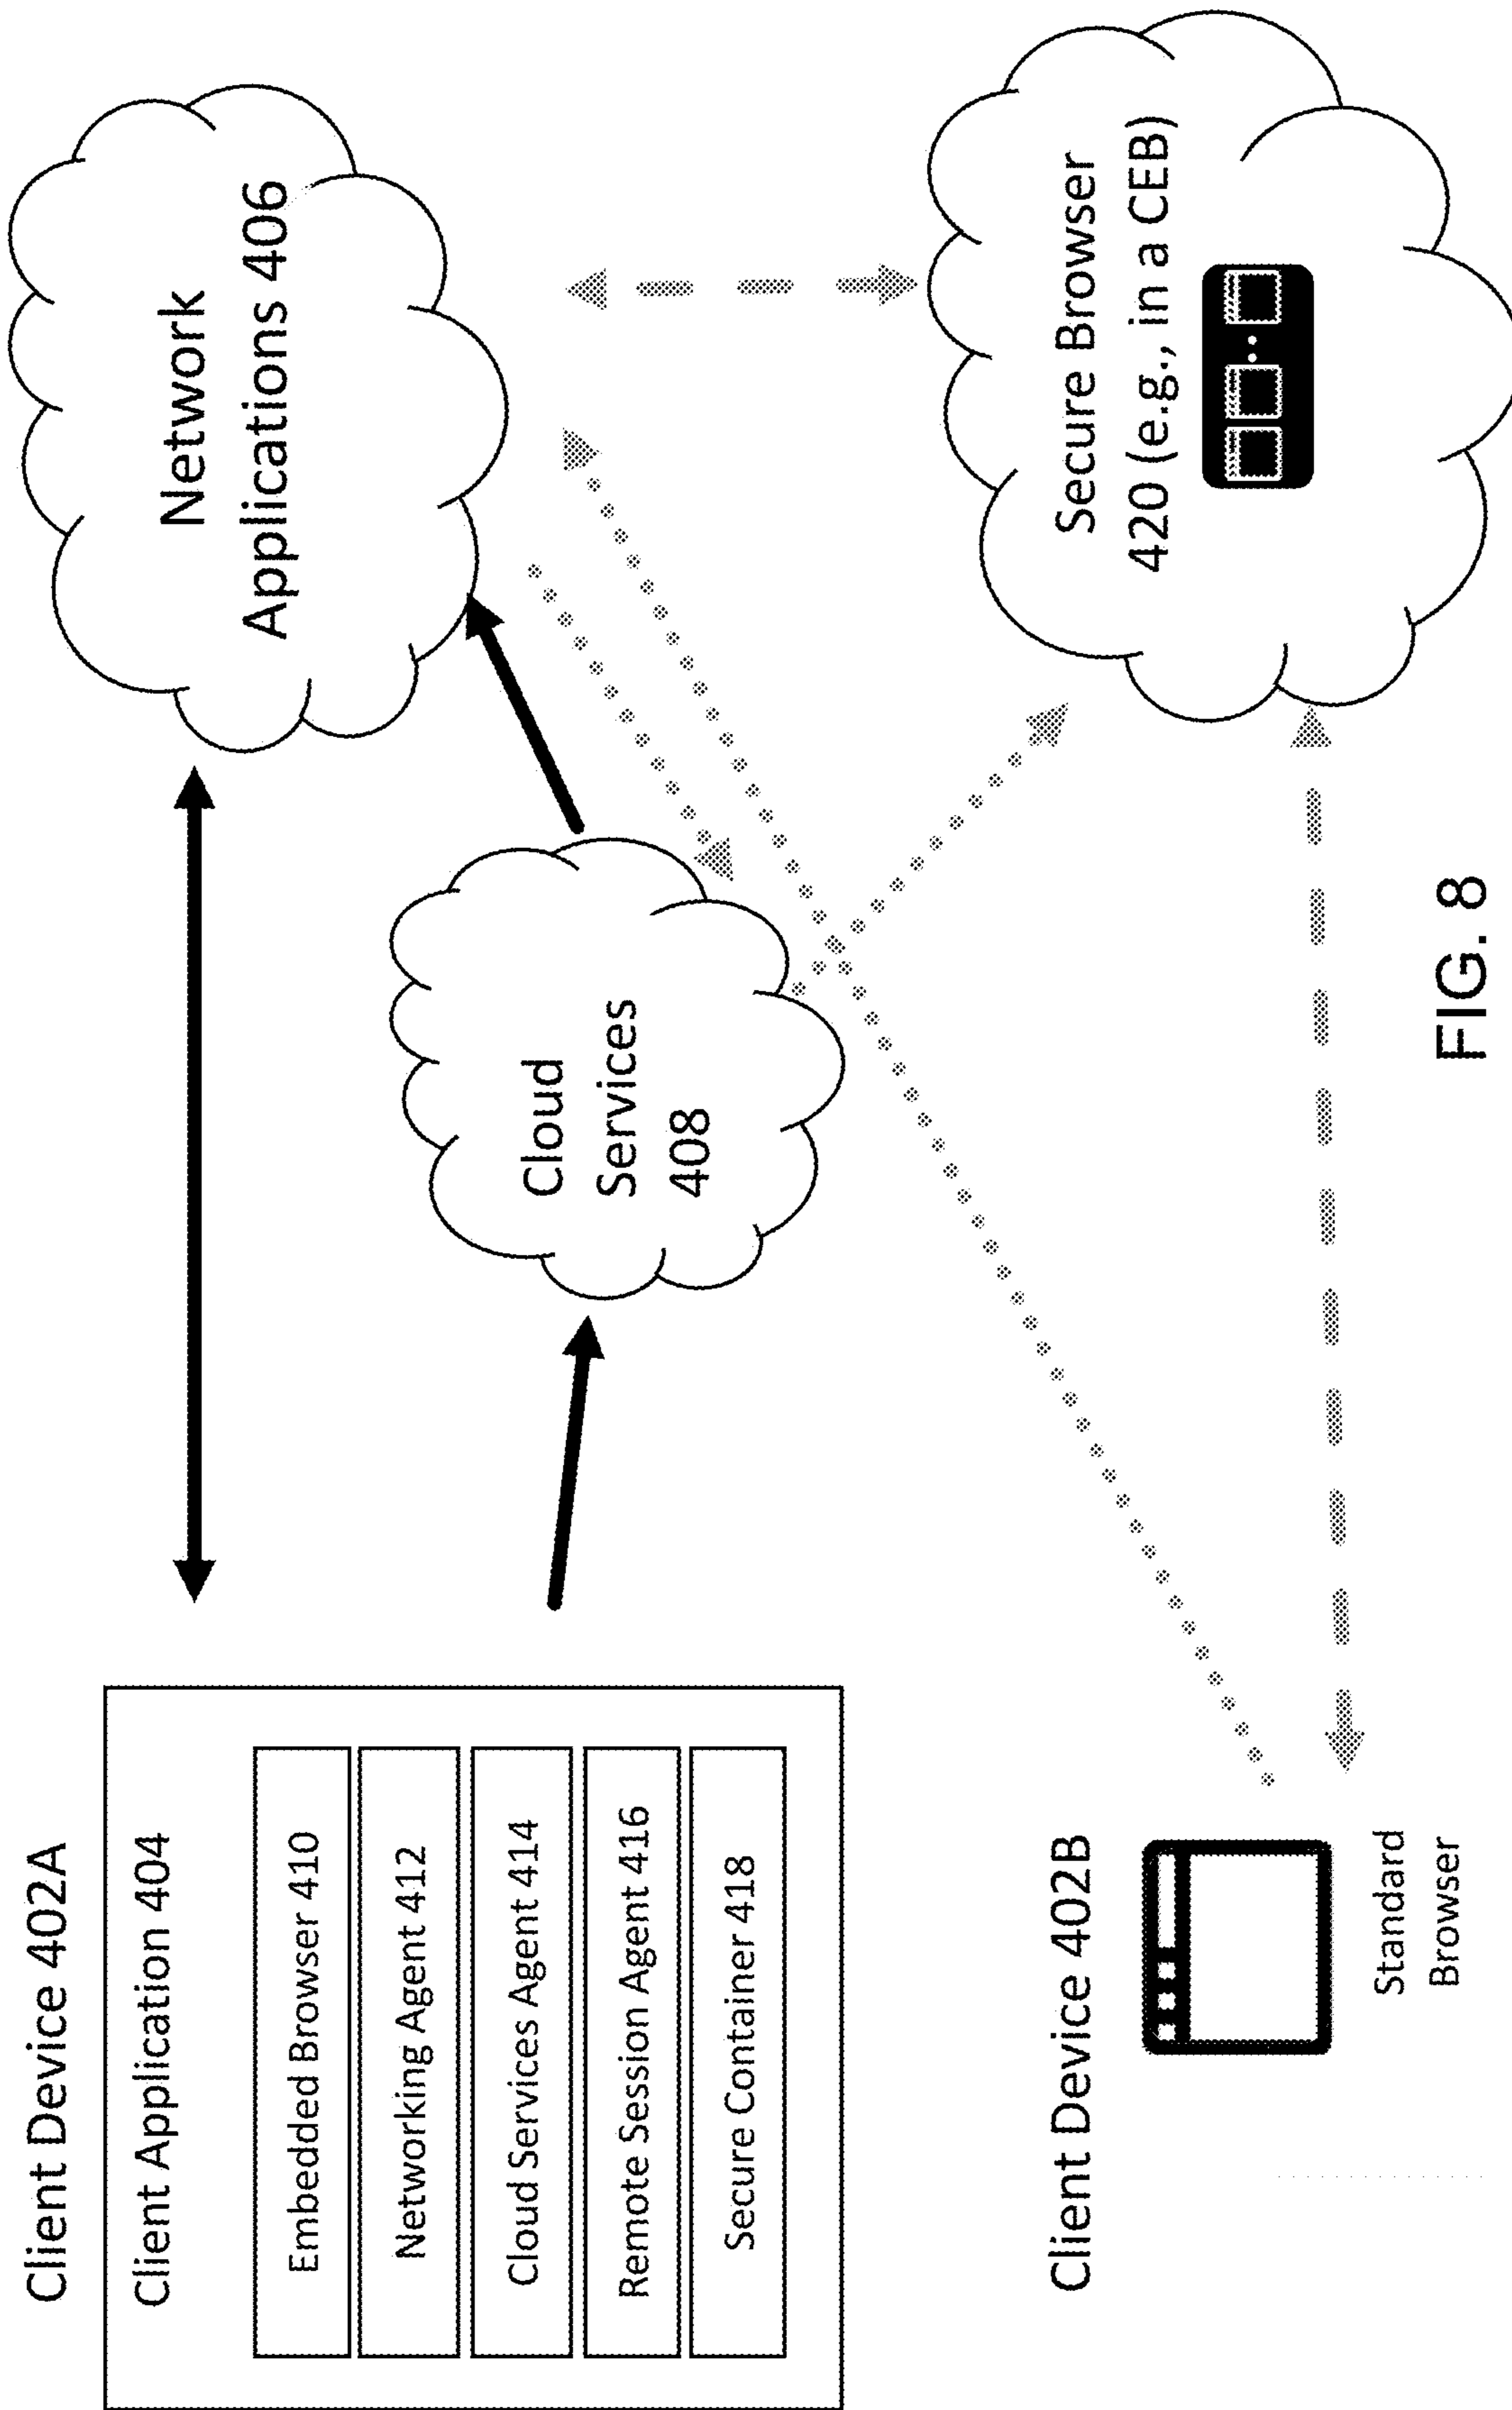 Client Device 402A
Client Application 404
Embedded Browser 410
Networking Agent 412
Cloud Services Agent 414
Remote Session Agent 416
Secure Container 418
Network
Applications 406
Cloud
Services
408
Client Device 402B
Standard
Browser
Secure Browser
420 (e.g., in a CEB)
FIG. 8